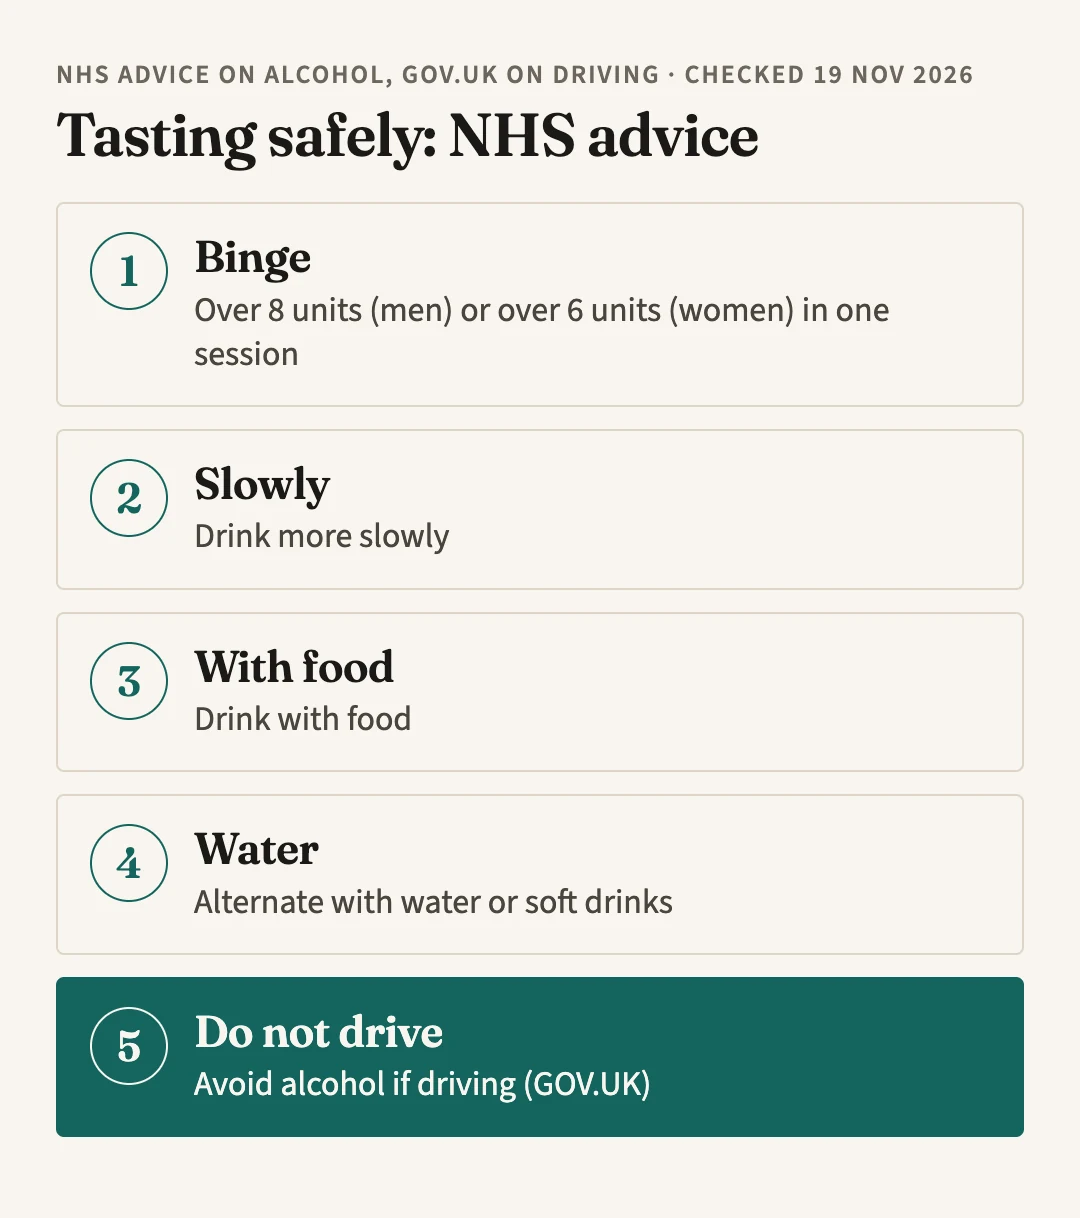 NHS ADVICE ON ALCOHOL, GOV.UK ON DRIVING · CHECKED 19 NOV 2026
Tasting safely: NHS advice
1
Binge
Over 8 units (men) or over 6 units (women) in one
session
2
Slowly
Drink more slowly
3
With food
Drink with food
4
Water
Alternate with water or soft drinks
5
Do not drive
Avoid alcohol if driving (GOV.UK)